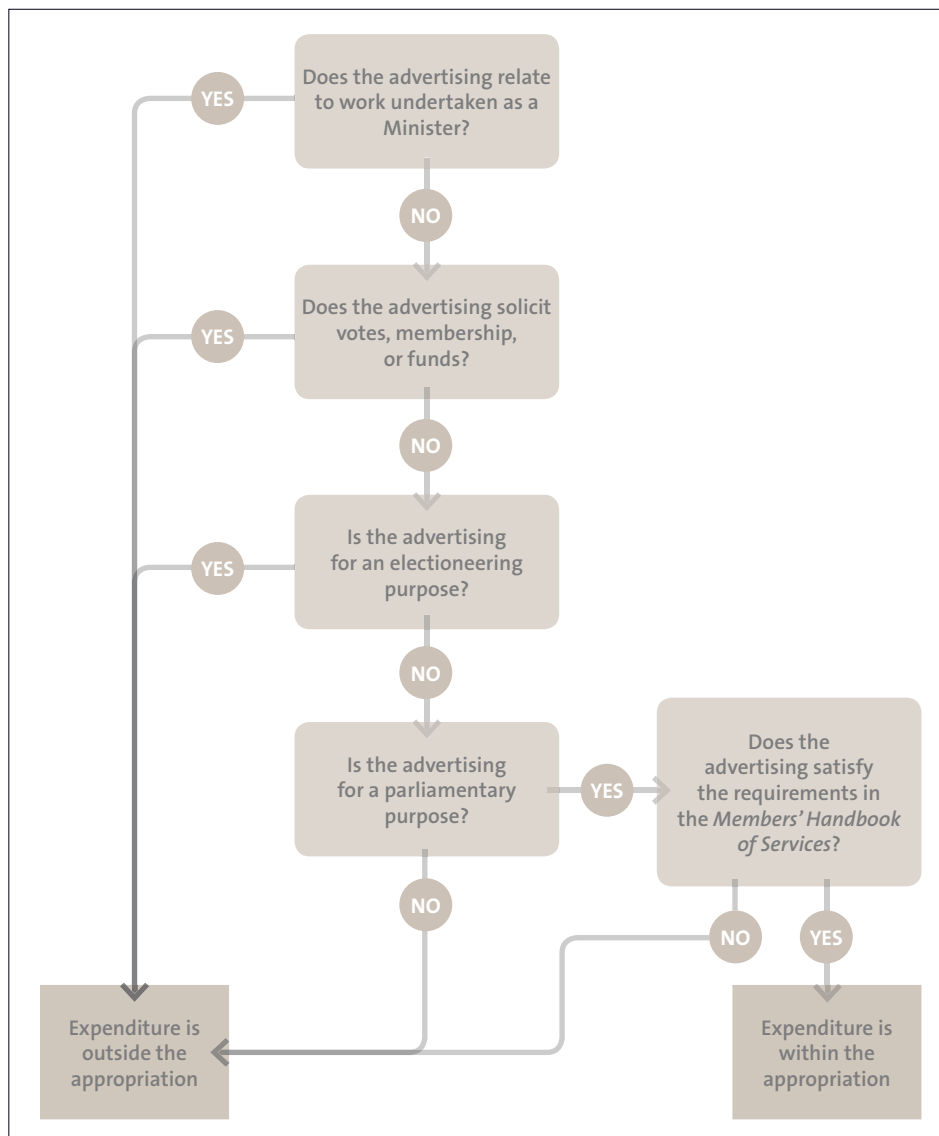 Does the advertising relate
to work undertaken as a
Minister?
YES
NO
Does the advertising solicit
votes, membership,
or funds?
YES
NO
Is the advertising
for an electioneering
purpose?
YES
NO
Is the advertising
for a parliamentary
purpose?
YES
Does the
advertising satisfy
the requirements in
the Members' Handbook
of Services?
NO
NO
YES
Expenditure is
outside the
appropriation
Expenditure is
within the
appropriation